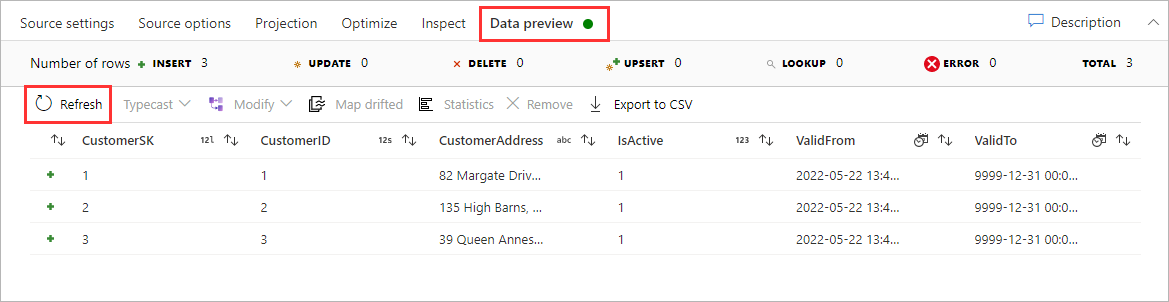 Source settings Source options Projection Optimize Inspect Data preview Description
Number of rows INSERT 3 UPDATE 0 DELETE 0 UPSERT 0 LOOKUP 0 ERROR 0 TOTAL 3
Refresh Typecast Modify Map drifted Statistics Remove Export to CSV
CustomerSK 12l CustomerID 12s CustomerAddress abc IsActive 123 ValidFrom ValidTo
1 1 82 Margate Driv... 1 2022-05-22 13:4... 9999-12-31 00:0...
2 2 135 High Barns, ... 1 2022-05-22 13:4... 9999-12-31 00:0...
3 3 39 Queen Annes... 1 2022-05-22 13:4... 9999-12-31 00:0...